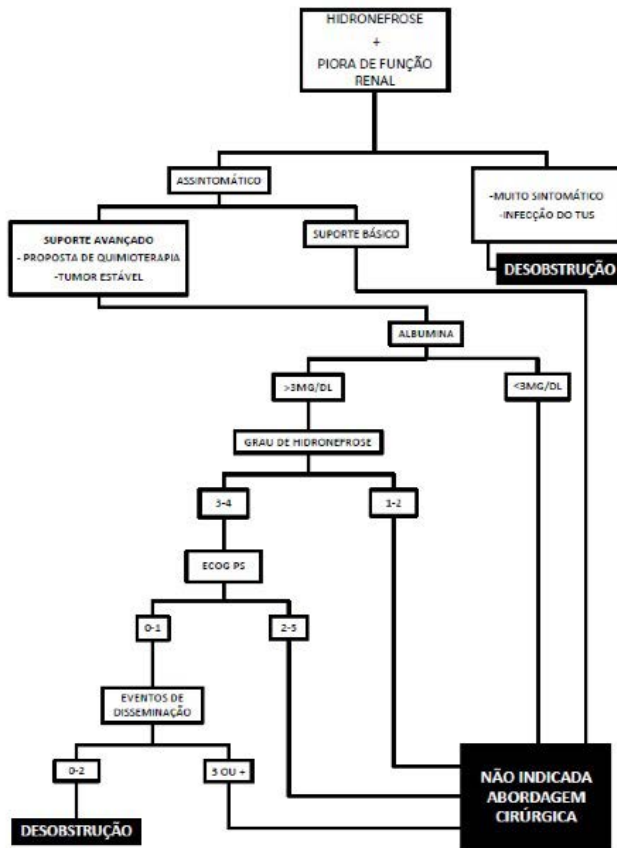 HIDRONEFROSE
+
PIORA DE FUNÇÃO
RENAL
ASSINTOMÁTICO
-MUITO SINTOMÁTICO
-INFECÇÃO DO TUS
DESOBSTRUÇÃO
SUPORTE AVANÇADO
- PROPOSTA DE QUIMIOTERAPIA
-TUMOR ESTÁVEL
SUPORTE BÁSICO
ALBUMINA
>3MG/DL
<3MG/DL
GRAU DE HIDRONEFROSE
3-4
1-2
ECOG PS
0-1
2-5
EVENTOS DE
DISSEMINAÇÃO
0-2
3 OU +
DESOBSTRUÇÃO
NÃO INDICADA
ABORDAGEM
CIRÚRGICA